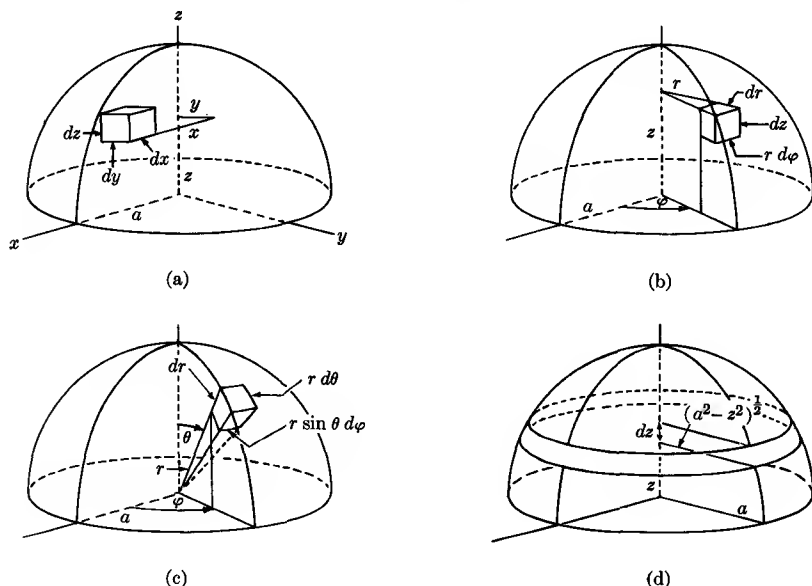 z
y
x
dz
dy
dx
z
a
x
y
(a)
r
dr
z
dz
r dφ
a
φ
(b)
dr
r dθ
θ
r sin θ dφ
r
a
φ
(c)
(a² − z²)^½
dz
z
a
(d)